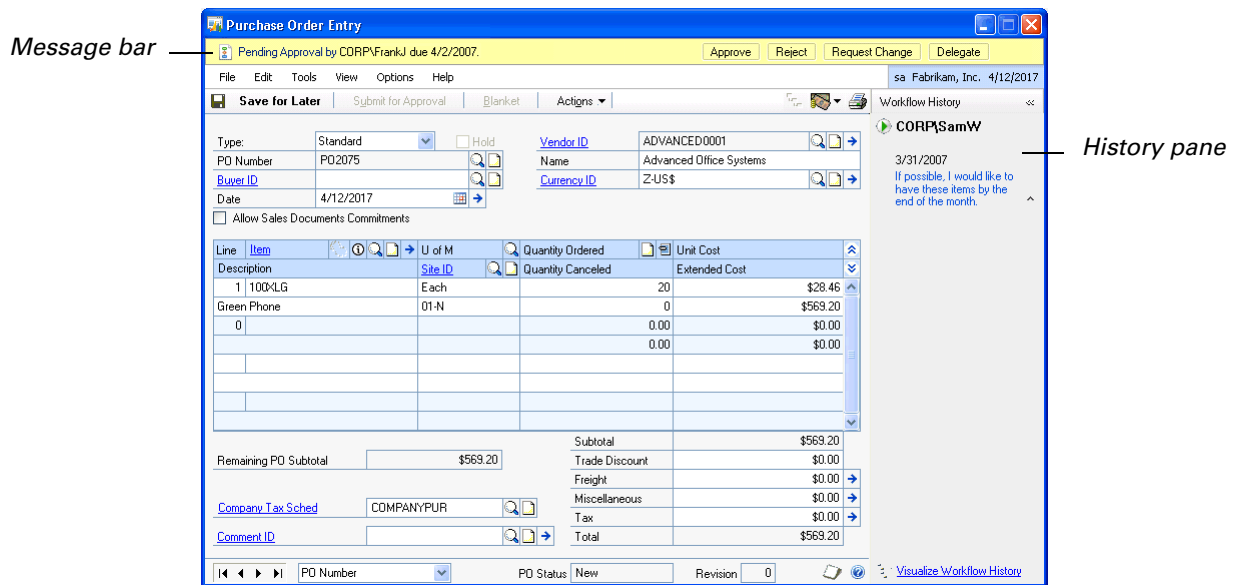 Purchase Order Entry
Message bar
Pending Approval by CORP\FrankJ due 4/2/2007. Approve Reject Request Change Delegate
File Edit Tools View Options Help sa Fabrikam, Inc. 4/12/2017
Save for Later Submit for Approval Blanket Actions Workflow History «
CORP\SamW
History pane
3/31/2007
If possible, I would like to
have these items by the
end of the month.
Type: Standard Hold Vendor ID ADVANCED0001
PO Number PO2075 Name Advanced Office Systems
Buyer ID Currency ID Z-US$
Date 4/12/2017
Allow Sales Documents Commitments
Line Item U of M Quantity Ordered Unit Cost
Description Site ID Quantity Canceled Extended Cost
1 100XLG Each 20 $28.46
Green Phone 01-N 0 $569.20
0 0.00 $0.00
0.00 $0.00
Subtotal $569.20
Remaining PO Subtotal $569.20 Trade Discount $0.00
Freight $0.00
Miscellaneous $0.00
Company Tax Sched COMPANYPUR
Tax $0.00
Comment ID Total $569.20
PO Number PO Status New Revision 0 Visualize Workflow History